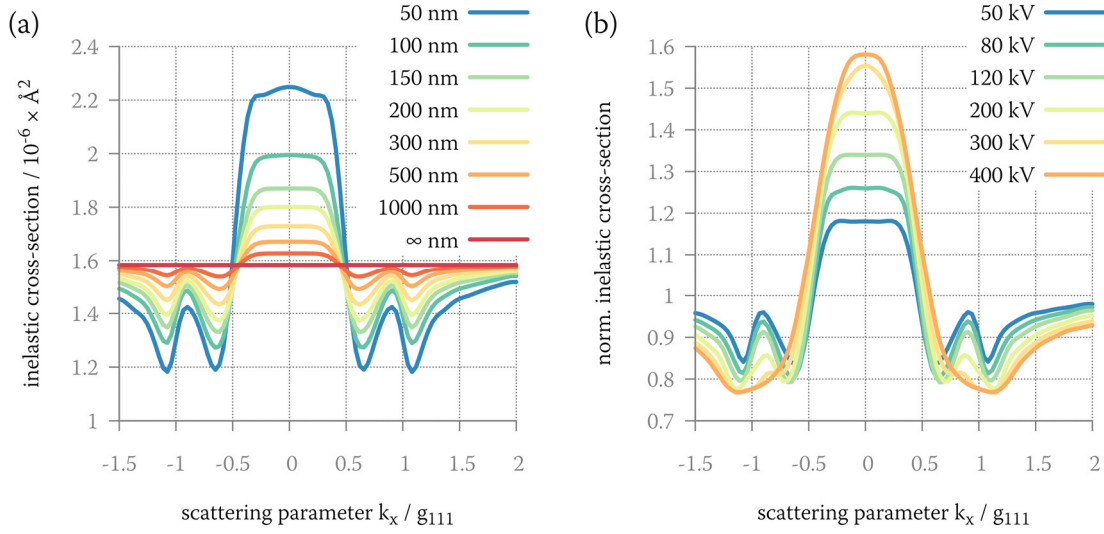 (a)
50 nm
100 nm
150 nm
200 nm
300 nm
500 nm
1000 nm
∞ nm
2.4
2.2
2
1.8
1.6
1.4
1.2
1
inelastic cross-section / 10⁻⁶ × Å²
-1.5 -1 -0.5 0 0.5 1 1.5 2
scattering parameter kₓ / g₁₁₁
(b)
50 kV
80 kV
120 kV
200 kV
300 kV
400 kV
1.6
1.5
1.4
1.3
1.2
1.1
1
0.9
0.8
0.7
norm. inelastic cross-section
-1.5 -1 -0.5 0 0.5 1 1.5 2
scattering parameter kₓ / g₁₁₁